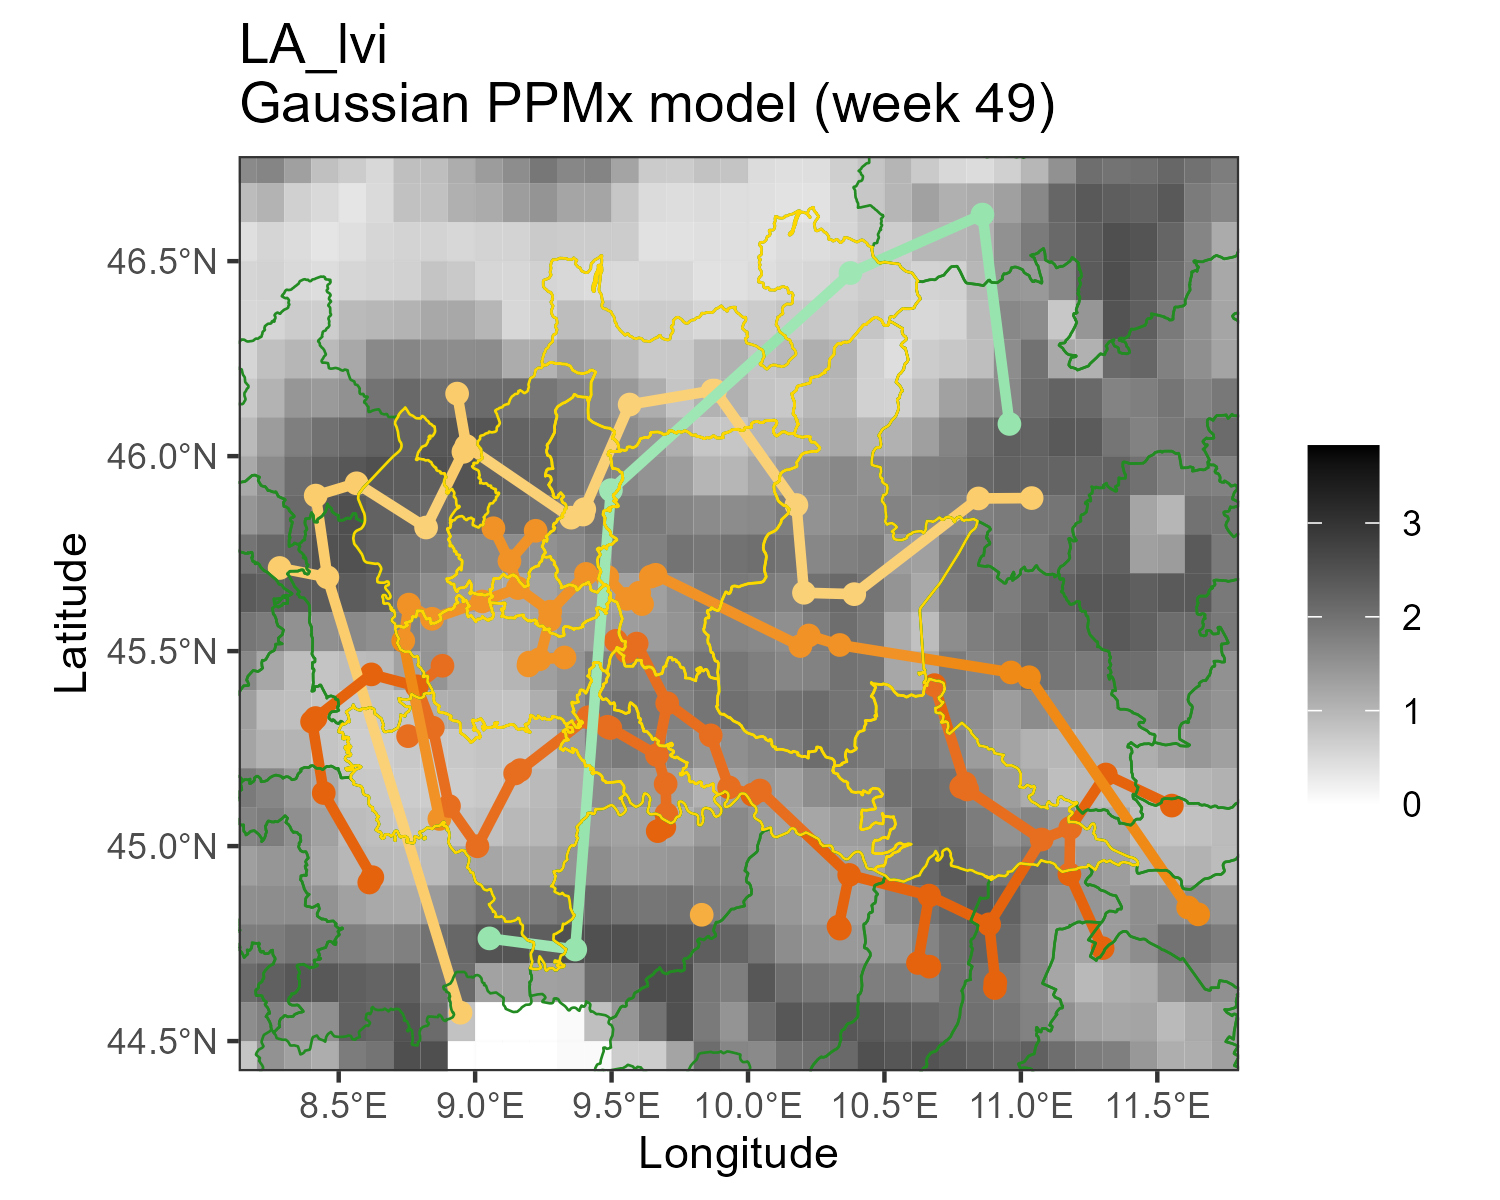 LA_lvi
Gaussian PPMx model (week 49)
46.5°N
46.0°N
45.5°N
45.0°N
44.5°N
Latitude
8.5°E 9.0°E 9.5°E 10.0°E 10.5°E 11.0°E 11.5°E
Longitude
3
2
1
0